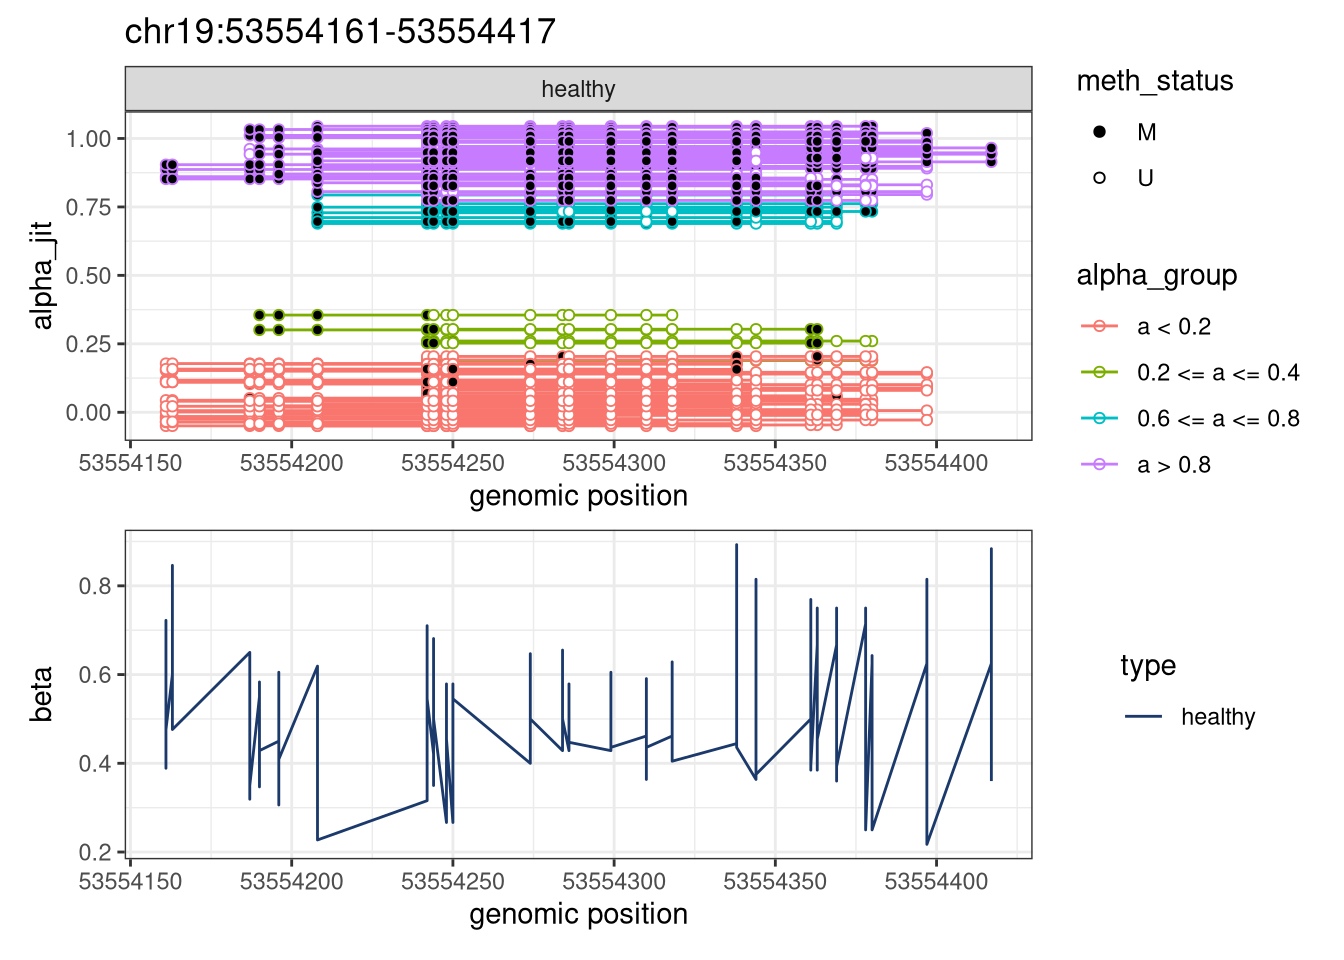 chr19:53554161-53554417
healthy
alpha_jit
1.00
0.75
0.50
0.25
0.00
53554150 53554200 53554250 53554300 53554350 53554400
genomic position
meth_status
M
U
alpha_group
a < 0.2
0.2 <= a <= 0.4
0.6 <= a <= 0.8
a > 0.8
beta
0.8
0.6
0.4
0.2
53554150 53554200 53554250 53554300 53554350 53554400
genomic position
type
healthy